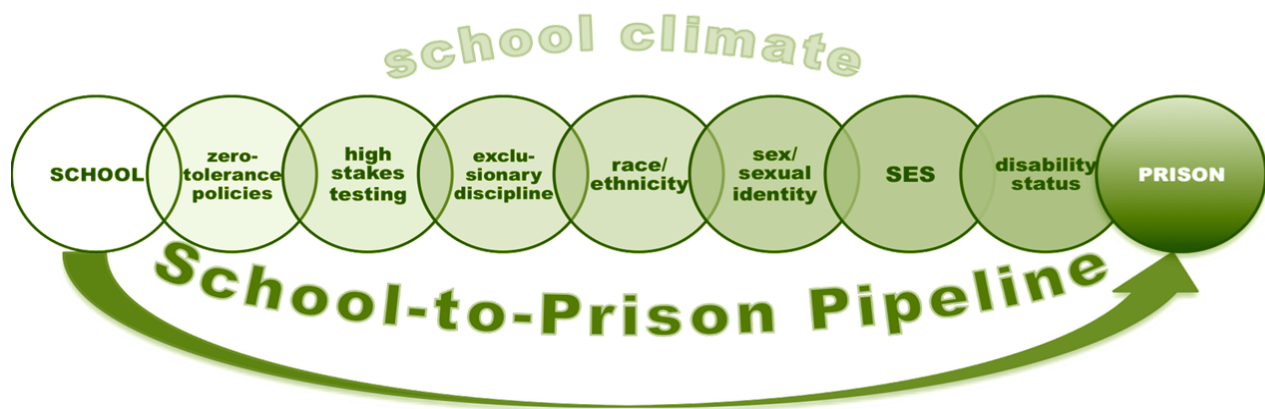 school climate
SCHOOL
zero-
tolerance
policies
high
stakes
testing
exclu-
sionary
discipline
race/
ethnicity
sex/
sexual
identity
SES
disability
status
PRISON
School-to-Prison Pipeline